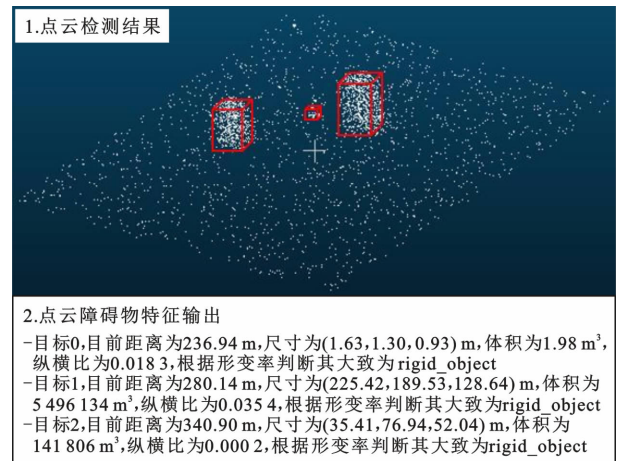 1.点云检测结果
2.点云障碍物特征输出
-目标0,目前距离为236.94 m,尺寸为(1.63,1.30,0.93) m,体积为1.98 m³,
纵横比为0.018 3,根据形变率判断其大致为rigid_object
-目标1,目前距离为280.14 m,尺寸为(225.42,189.53,128.64) m,体积为
5 496 134 m³,纵横比为0.035 4,根据形变率判断其大致为rigid_object
-目标2,目前距离为340.90 m,尺寸为(35.41,76.94,52.04) m,体积为
141 806 m³,纵横比为0.000 2,根据形变率判断其大致为rigid_object